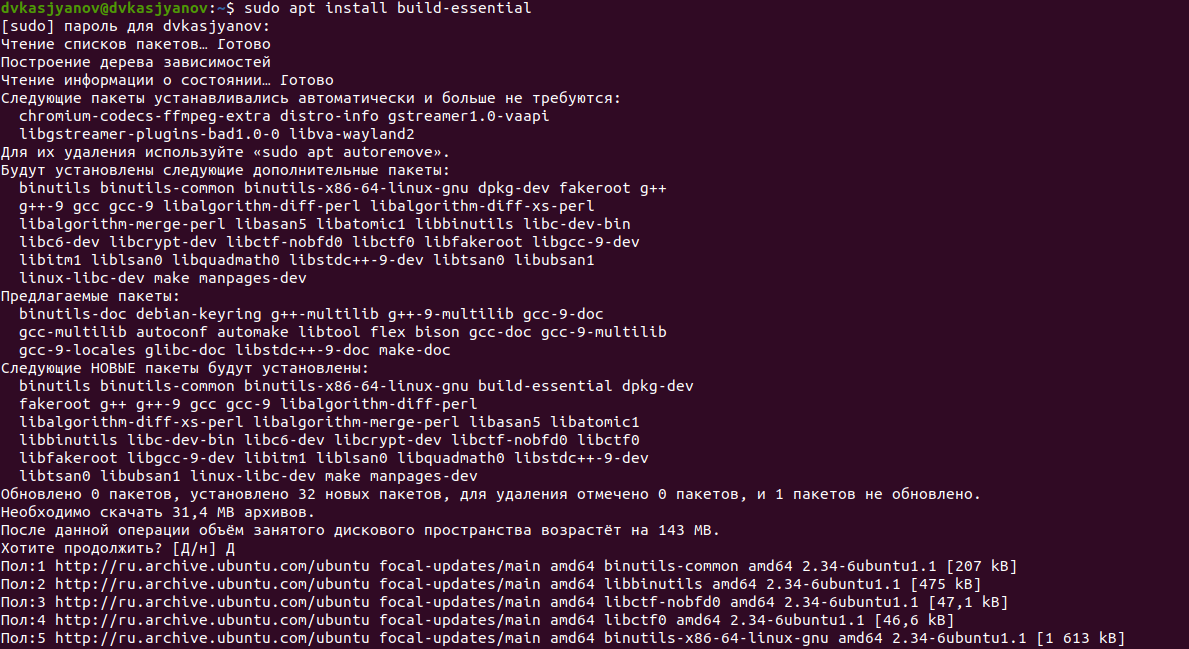 dvkasjyanov@dvkasjyanov:~$ sudo apt install build-essential
[sudo] пароль для dvkasjyanov:
Чтение списков пакетов… Готово
Построение дерева зависимостей
Чтение информации о состоянии… Готово
Следующие пакеты устанавливались автоматически и больше не требуются:
  chromium-codecs-ffmpeg-extra distro-info gstreamer1.0-vaapi
  libgstreamer-plugins-bad1.0-0 libva-wayland2
Для их удаления используйте «sudo apt autoremove».
Будут установлены следующие дополнительные пакеты:
  binutils binutils-common binutils-x86-64-linux-gnu dpkg-dev fakeroot g++
  g++-9 gcc gcc-9 libalgorithm-diff-perl libalgorithm-diff-xs-perl
  libalgorithm-merge-perl libasan5 libatomic1 libbinutils libc-dev-bin
  libc6-dev libcrypt-dev libctf-nobfd0 libctf0 libfakeroot libgcc-9-dev
  libitm1 liblsan0 libquadmath0 libstdc++-9-dev libtsan0 libubsan1
  linux-libc-dev make manpages-dev
Предлагаемые пакеты:
  binutils-doc debian-keyring g++-multilib g++-9-multilib gcc-9-doc
  gcc-multilib autoconf automake libtool flex bison gcc-doc gcc-9-multilib
  gcc-9-locales glibc-doc libstdc++-9-doc make-doc
Следующие НОВЫЕ пакеты будут установлены:
  binutils binutils-common binutils-x86-64-linux-gnu build-essential dpkg-dev
  fakeroot g++ g++-9 gcc gcc-9 libalgorithm-diff-perl
  libalgorithm-diff-xs-perl libalgorithm-merge-perl libasan5 libatomic1
  libbinutils libc-dev-bin libc6-dev libcrypt-dev libctf-nobfd0 libctf0
  libfakeroot libgcc-9-dev libitm1 liblsan0 libquadmath0 libstdc++-9-dev
  libtsan0 libubsan1 linux-libc-dev make manpages-dev
Обновлено 0 пакетов, установлено 32 новых пакетов, для удаления отмечено 0 пакетов, и 1 пакетов не обновлено.
Необходимо скачать 31,4 MB архивов.
После данной операции объём занятого дискового пространства возрастёт на 143 MB.
Хотите продолжить? [Д/н] Д
Пол:1 http://ru.archive.ubuntu.com/ubuntu focal-updates/main amd64 binutils-common amd64 2.34-6ubuntu1.1 [207 kB]
Пол:2 http://ru.archive.ubuntu.com/ubuntu focal-updates/main amd64 libbinutils amd64 2.34-6ubuntu1.1 [475 kB]
Пол:3 http://ru.archive.ubuntu.com/ubuntu focal-updates/main amd64 libctf-nobfd0 amd64 2.34-6ubuntu1.1 [47,1 kB]
Пол:4 http://ru.archive.ubuntu.com/ubuntu focal-updates/main amd64 libctf0 amd64 2.34-6ubuntu1.1 [46,6 kB]
Пол:5 http://ru.archive.ubuntu.com/ubuntu focal-updates/main amd64 binutils-x86-64-linux-gnu amd64 2.34-6ubuntu1.1 [1 613 kB]